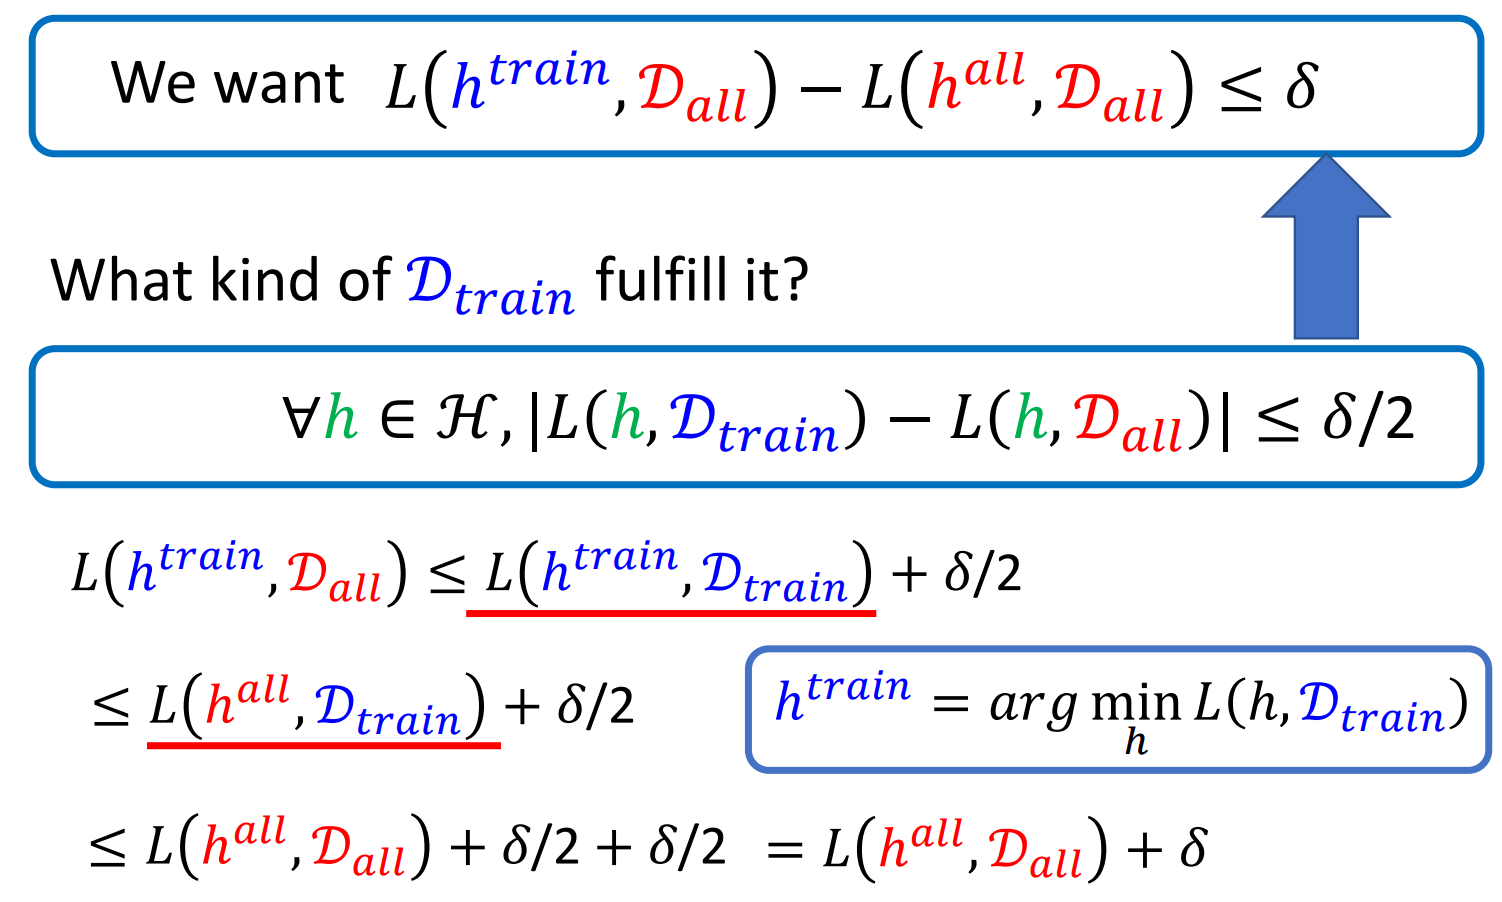 We want $L(h^{train}, \mathcal{D}_{all}) - L(h^{all}, \mathcal{D}_{all}) \leq \delta$
What kind of $\mathcal{D}_{train}$ fulfill it?
$\forall h \in \mathcal{H}, |L(h, \mathcal{D}_{train}) - L(h, \mathcal{D}_{all})| \leq \delta/2$
$L(h^{train}, \mathcal{D}_{all}) \leq L(h^{train}, \mathcal{D}_{train}) + \delta/2$
$\leq L(h^{all}, \mathcal{D}_{train}) + \delta/2$
$h^{train} = arg \min_{h} L(h, \mathcal{D}_{train})$
$\leq L(h^{all}, \mathcal{D}_{all}) + \delta/2 + \delta/2 = L(h^{all}, \mathcal{D}_{all}) + \delta$